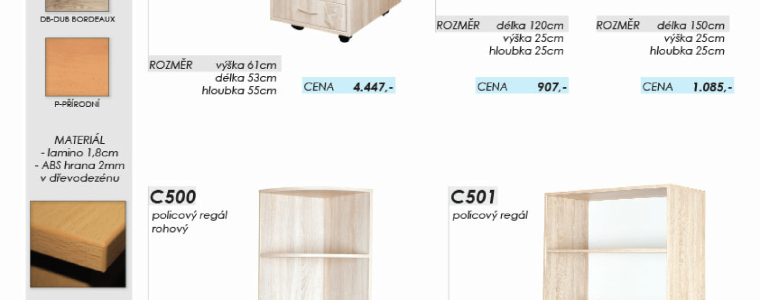 DB-DUB BORDEAUX
P-PŘÍRODNÍ
MATERIÁL
- lamino 1,8cm
- ABS hrana 2mm
v dřevodezénu
ROZMĚR výška 61cm
délka 53cm
hloubka 55cm
CENA 4.447,-
ROZMĚR délka 120cm
výška 25cm
hloubka 25cm
CENA 907,-
ROZMĚR délka 150cm
výška 25cm
hloubka 25cm
CENA 1.085,-
C500
policový regál
rohový
C501
policový regál